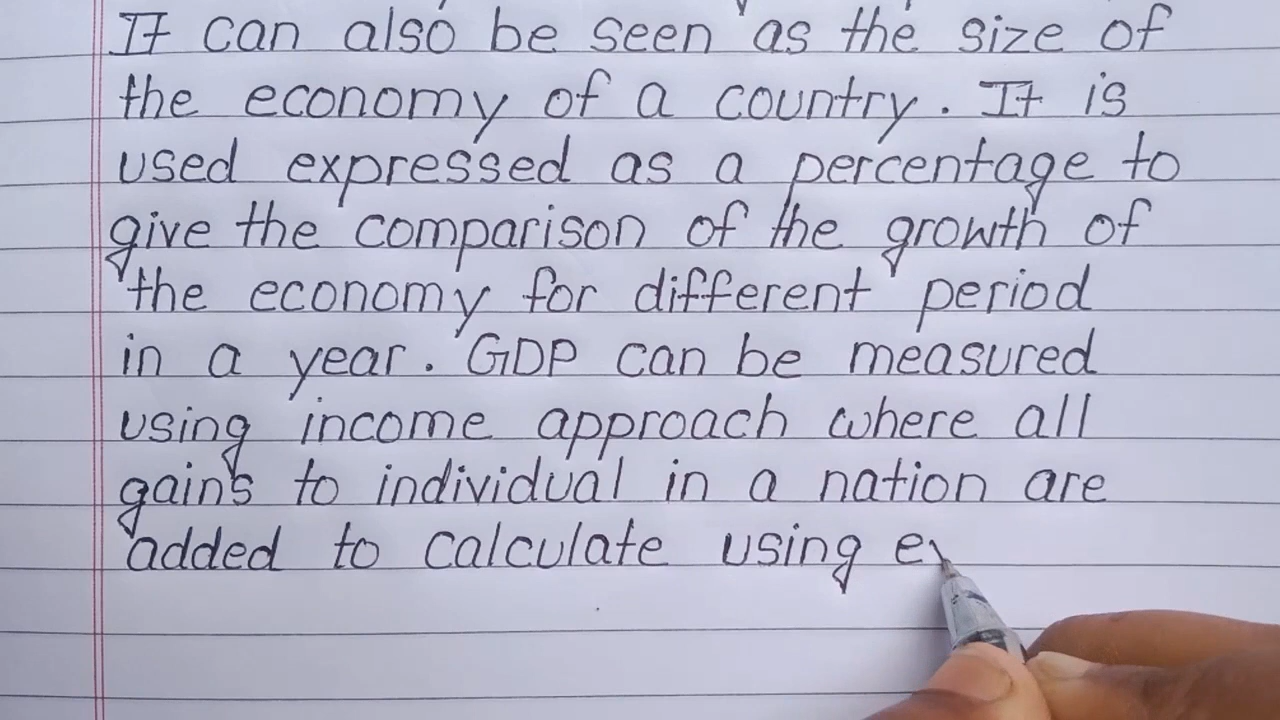 It can also be seen as the size of
the economy of a country. It is
used expressed as a percentage to
give the comparison of the growth of
the economy for different period
in a year. GDP can be measured
using income approach where all
gains to individual in a nation are
added to calculate using